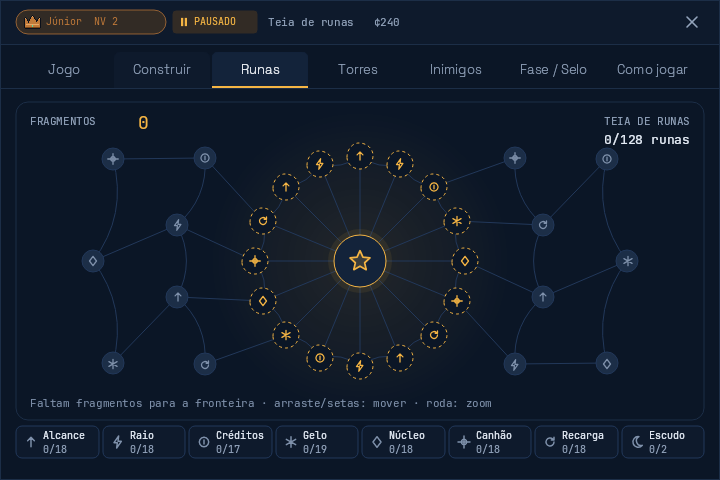 Júnior NV 2 PAUSADO Teia de runas ¢240
Jogo Construir Runas Torres Inimigos Fase / Selo Como jogar
FRAGMENTOS 0 TEIA DE RUNAS
0/128 runas
Faltam fragmentos para a fronteira · arraste/setas: mover · roda: zoom
Alcance Raio Créditos Gelo Núcleo Canhão Recarga Escudo
0/18 0/18 0/17 0/19 0/18 0/18 0/18 0/2